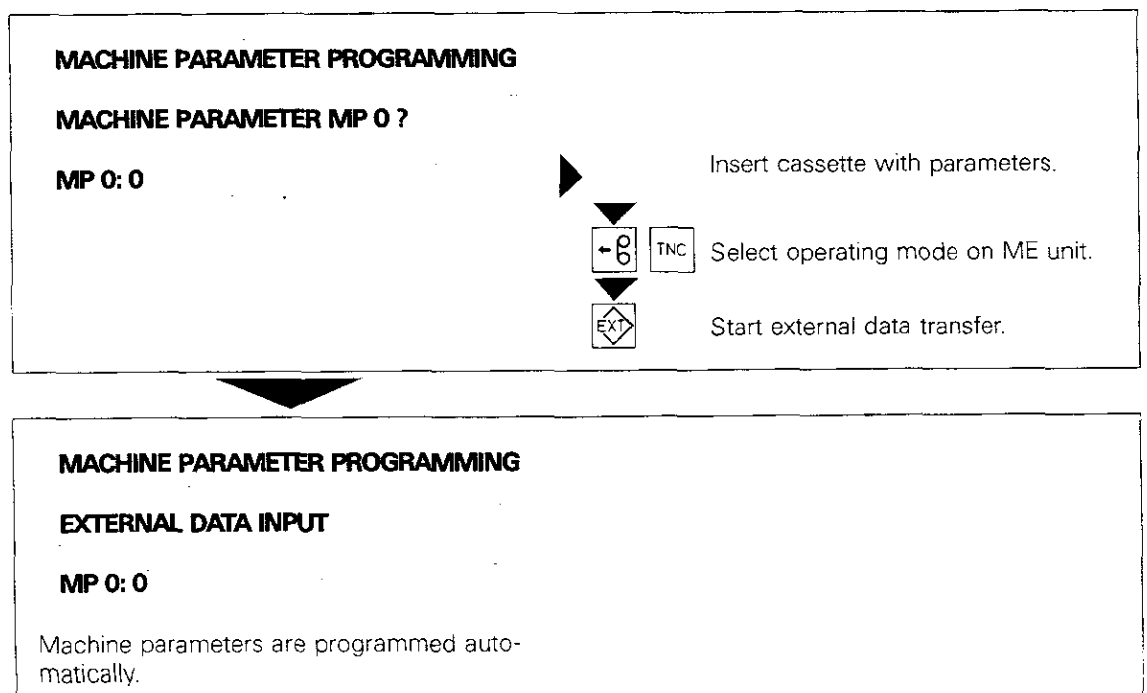 MACHINE PARAMETER PROGRAMMING
MACHINE PARAMETER MP 0 ?
MP 0: 0
Insert cassette with parameters.
TNC Select operating mode on ME unit.
EXT Start external data transfer.
MACHINE PARAMETER PROGRAMMING
EXTERNAL DATA INPUT
MP 0: 0
Machine parameters are programmed auto-
matically.